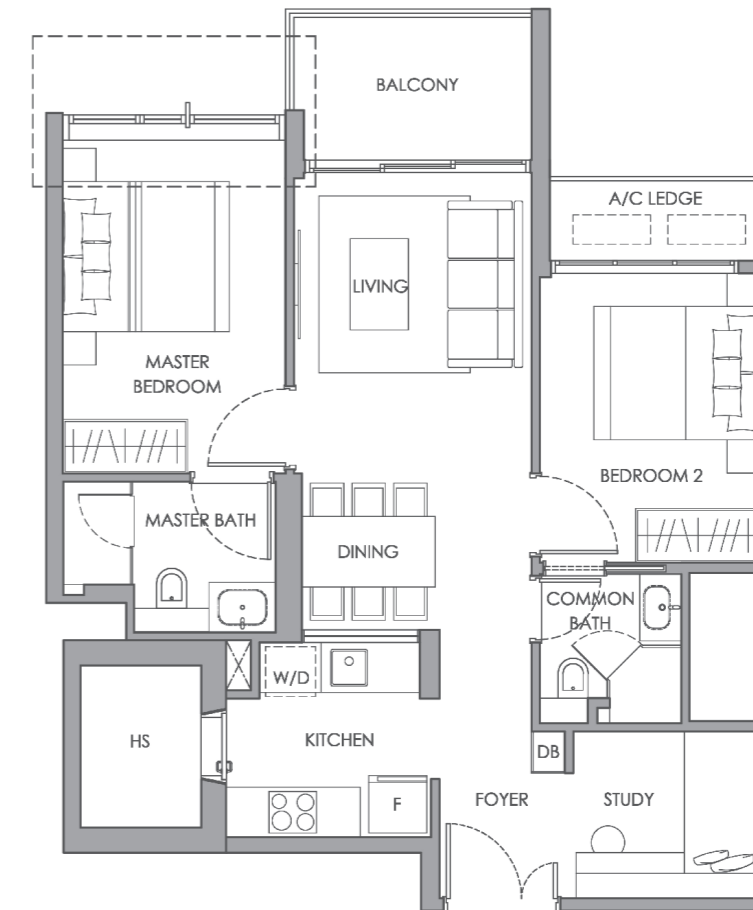 BALCONY
A/C LEDGE
LIVING
MASTER
BEDROOM
BEDROOM 2
MASTER BATH
DINING
COMMON
BATH
W/D
HS
KITCHEN
DB
F
FOYER
STUDY